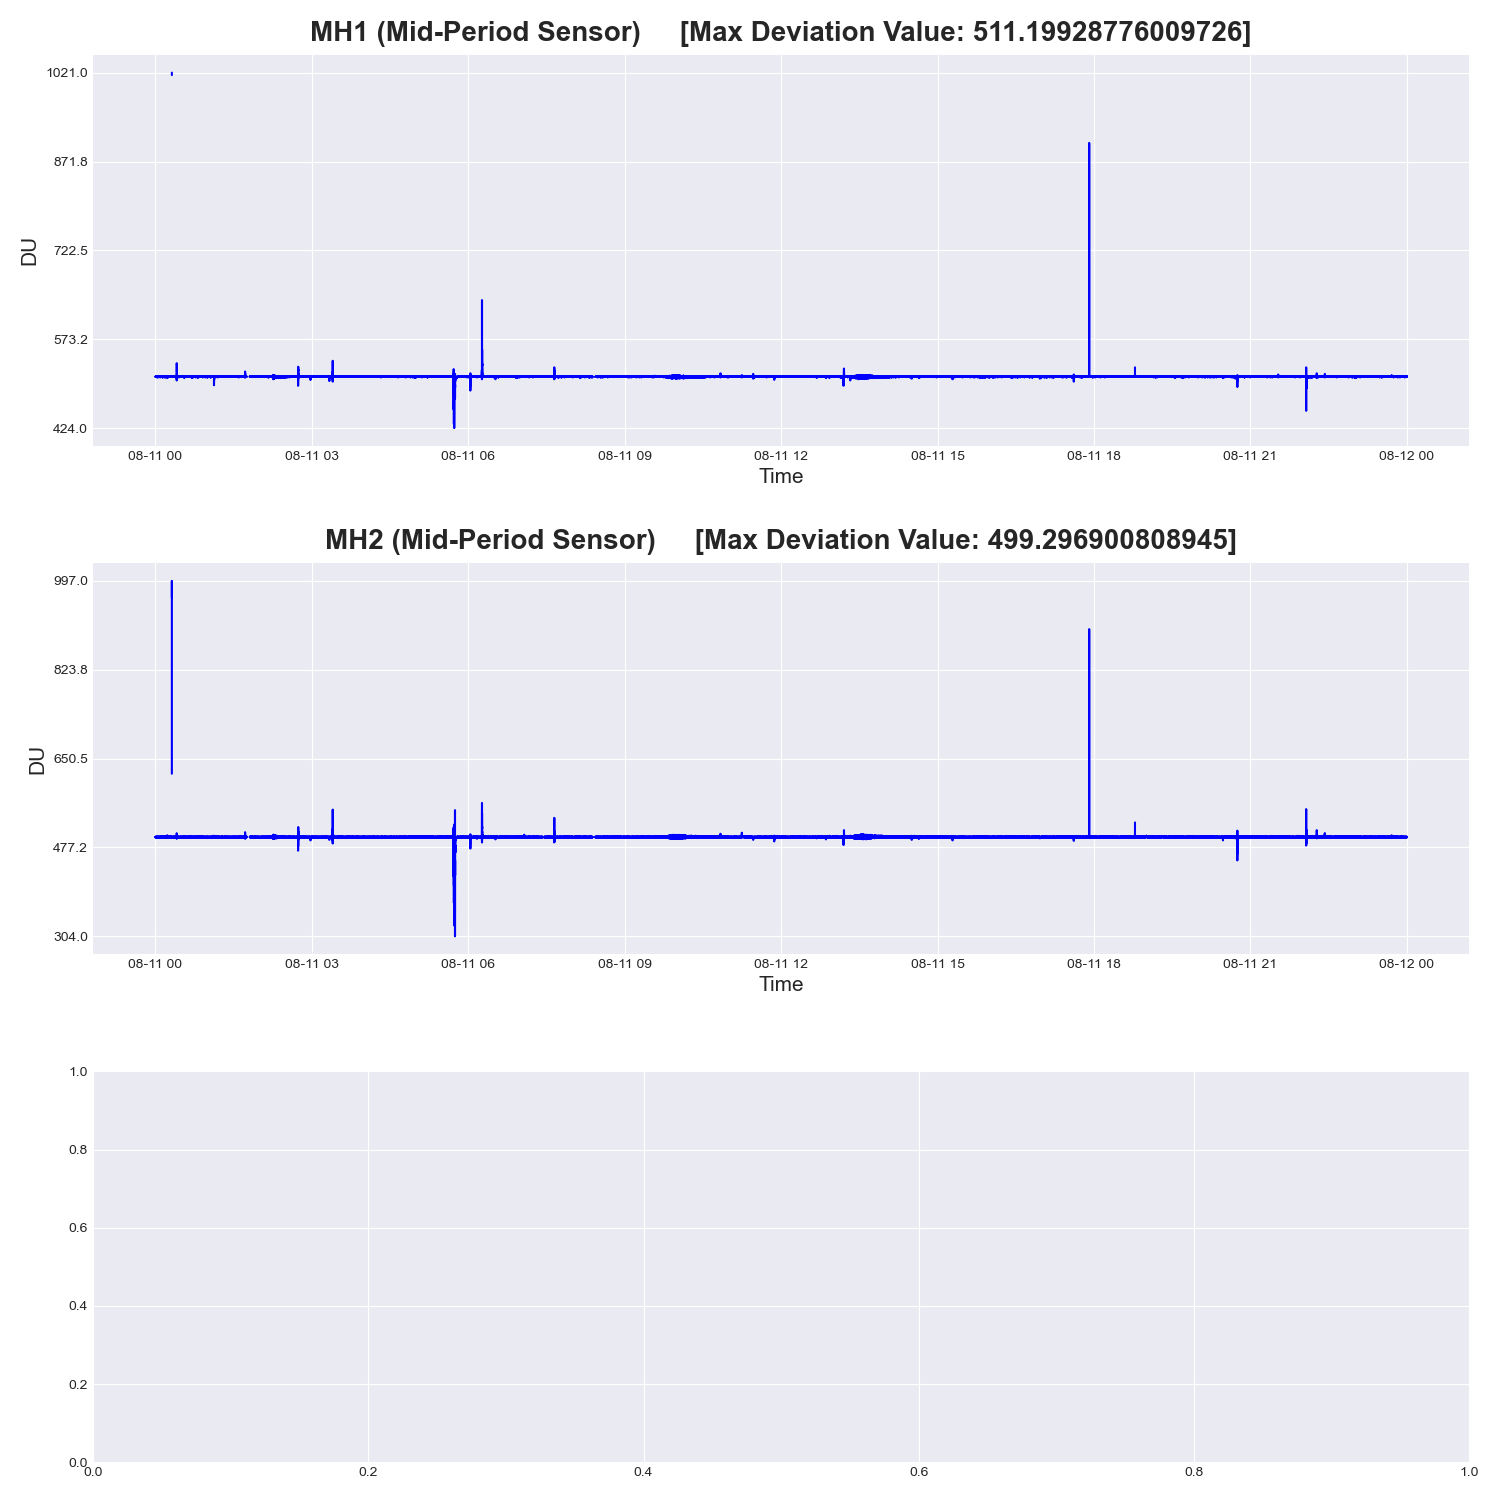 MH1 (Mid-Period Sensor) [Max Deviation Value: 511.19928776009726]
1021.0
871.8
722.5
573.2
424.0
DU
08-11 00 08-11 03 08-11 06 08-11 09 08-11 12 08-11 15 08-11 18 08-11 21 08-12 00
Time
MH2 (Mid-Period Sensor) [Max Deviation Value: 499.296900808945]
997.0
823.8
650.5
477.2
304.0
DU
08-11 00 08-11 03 08-11 06 08-11 09 08-11 12 08-11 15 08-11 18 08-11 21 08-12 00
Time
1.0
0.8
0.6
0.4
0.2
0.0
0.0 0.2 0.4 0.6 0.8 1.0